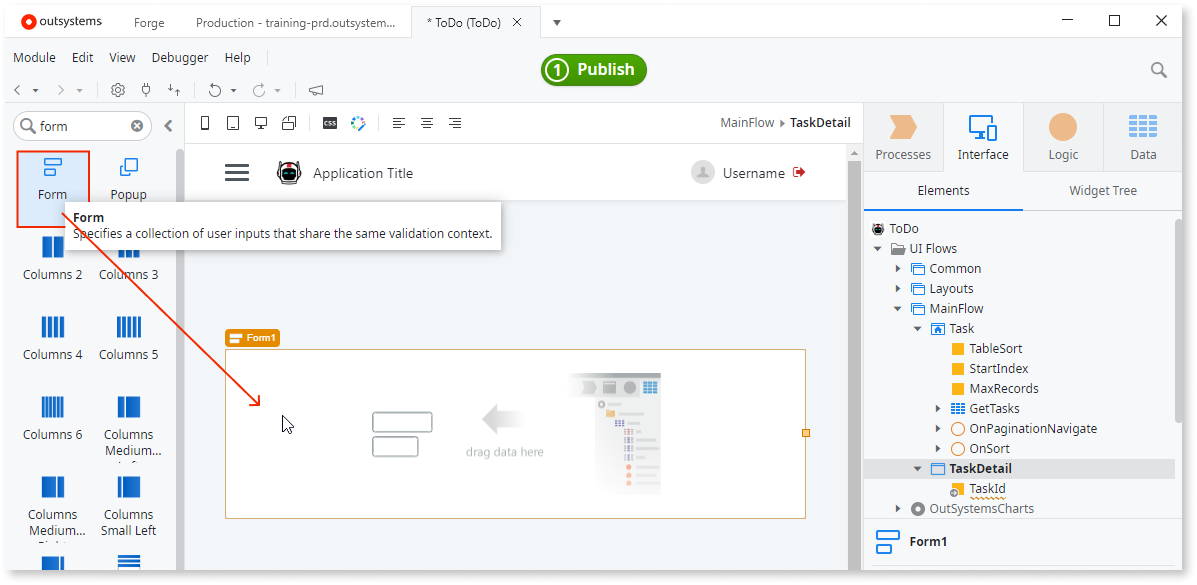 outsystems
Forge
Production - training-prd.outsystem...
* ToDo (ToDo)
Module Edit View Debugger Help
1 Publish
form
CSS
MainFlow TaskDetail
Processes
Interface
Logic
Data
Form
Popup
Application Title
Username
Elements
Widget Tree
Form
Specifies a collection of user inputs that share the same validation context.
Columns 2
Columns 3
Columns 4
Columns 5
Columns 6
Columns
Medium...
Columns
Medium...
Columns
Small Left
Form1
drag data here
ToDo
UI Flows
Common
Layouts
MainFlow
Task
TableSort
StartIndex
MaxRecords
GetTasks
OnPaginationNavigate
OnSort
TaskDetail
TaskId
OutSystemsCharts
Form1